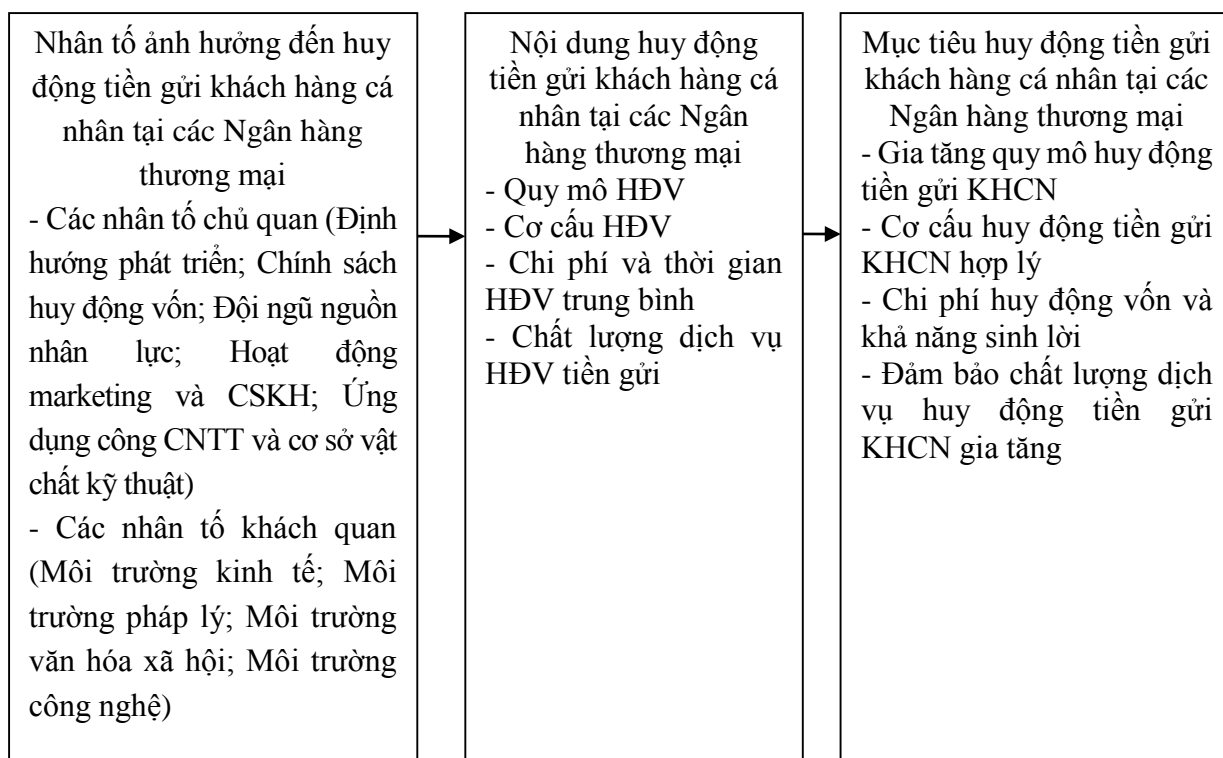 Nhân tố ảnh hưởng đến huy
động tiền gửi khách hàng cá
nhân tại các Ngân hàng
thương mại
- Các nhân tố chủ quan (Định
hướng phát triển; Chính sách
huy động vốn; Đội ngũ nguồn
nhân lực; Hoạt động
marketing và CSKH; Ứng
dụng công CNTT và cơ sở vật
chất kỹ thuật)
- Các nhân tố khách quan
(Môi trường kinh tế; Môi
trường pháp lý; Môi trường
văn hóa xã hội; Môi trường
công nghệ)
Nội dung huy động
tiền gửi khách hàng cá
nhân tại các Ngân
hàng thương mại
- Quy mô HĐV
- Cơ cấu HĐV
- Chi phí và thời gian
HĐV trung bình
- Chất lượng dịch vụ
HĐV tiền gửi
Mục tiêu huy động tiền gửi
khách hàng cá nhân tại các
Ngân hàng thương mại
- Gia tăng quy mô huy động
tiền gửi KHCN
- Cơ cấu huy động tiền gửi
KHCN hợp lý
- Chi phí huy động vốn và
khả năng sinh lời
- Đảm bảo chất lượng dịch
vụ huy động tiền gửi
KHCN gia tăng